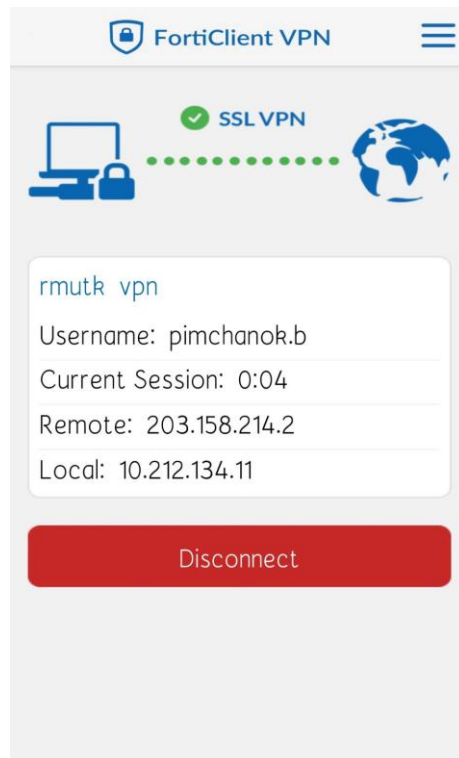 FortiClient VPN
SSL VPN
rmutk vpn
Username: pimchanok.b
Current Session: 0:04
Remote: 203.158.214.2
Local: 10.212.134.11
Disconnect